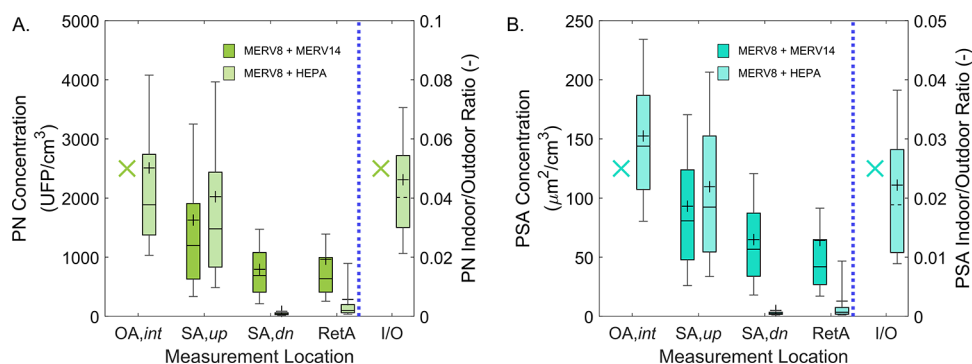 A.
5000
4000
3000
2000
1000
0
PN Concentration
(UFP/cm³)
MERV8 + MERV14
MERV8 + HEPA
0.1
0.08
0.06
0.04
0.02
0
PN Indoor/Outdoor Ratio (-)
OA,int
SA,up
SA,dn
RetA
I/O
Measurement Location
B.
250
200
150
100
50
0
PSA Concentration
(μm²/cm³)
MERV8 + MERV14
MERV8 + HEPA
0.05
0.04
0.03
0.02
0.01
0
PSA Indoor/Outdoor Ratio (-)
OA,int
SA,up
SA,dn
RetA
I/O
Measurement Location